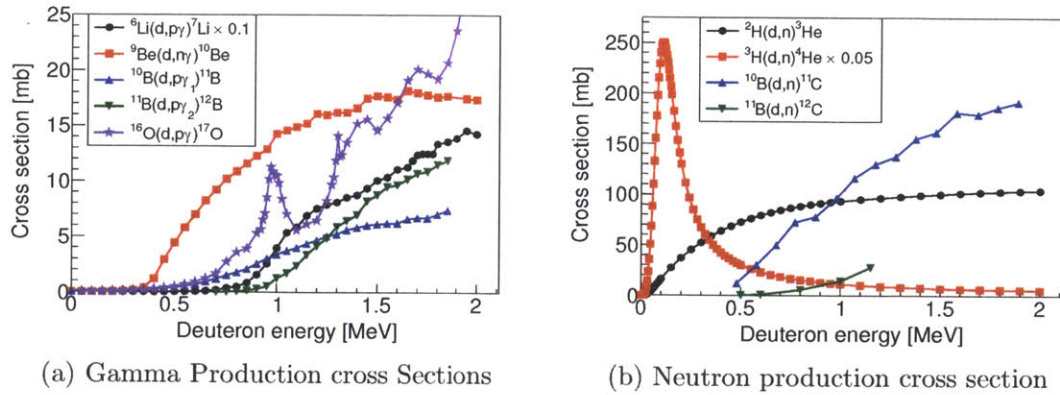 ⁶Li(d,pγ)⁷Li × 0.1
⁹Be(d,nγ)¹⁰Be
¹⁰B(d,pγ₁)¹¹B
¹¹B(d,pγ₂)¹²B
¹⁶O(d,pγ)¹⁷O
Cross section [mb]
25
20
15
10
5
0
0 0.5 1.0 1.5 2.0
Deuteron energy [MeV]
(a) Gamma Production cross Sections
²H(d,n)³He
³H(d,n)⁴He × 0.05
¹⁰B(d,n)¹¹C
¹¹B(d,n)¹²C
Cross section [mb]
300
250
200
150
100
50
0
0 0.5 1 1.5 2
Deuteron energy [MeV]
(b) Neutron production cross section